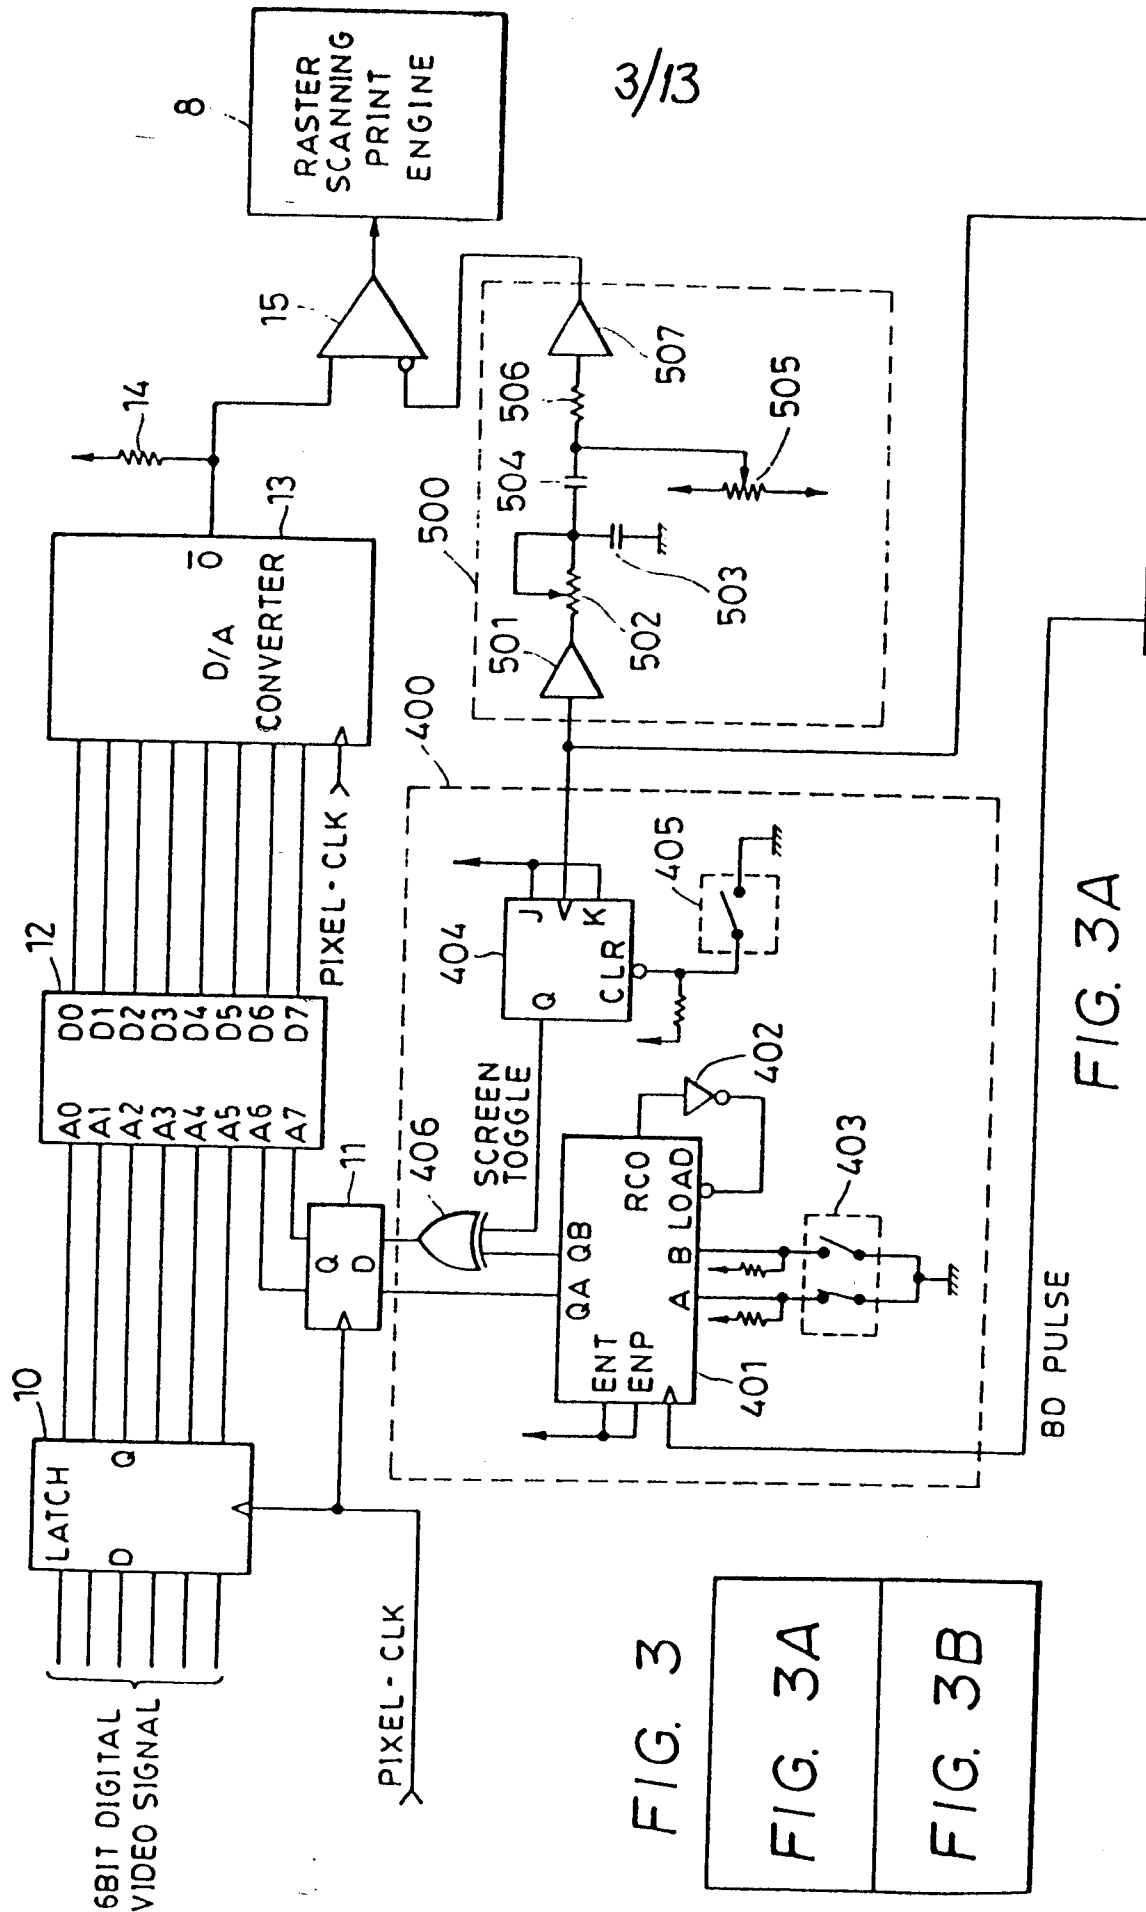 3/13
6BIT DIGITAL
VIDEO SIGNAL
LATCH
D
Q
10
PIXEL-CLK
A0
A1
A2
A3
A4
A5
A6
A7
D0
D1
D2
D3
D4
D5
D6
D7
12
Q
D
11
D/A
CONVERTER
O
13
PIXEL-CLK
14
15
RASTER
SCANNING
PRINT
ENGINE
8
400
406
SCREEN
TOGGLE
QA
QB
ENT
ENP
RCO
A
B
LOAD
401
402
403
404
Q
J
K
CLR
405
500
501
502
503
504
505
506
507
BD PULSE
FIG. 3A
FIG. 3
FIG. 3A
FIG. 3B